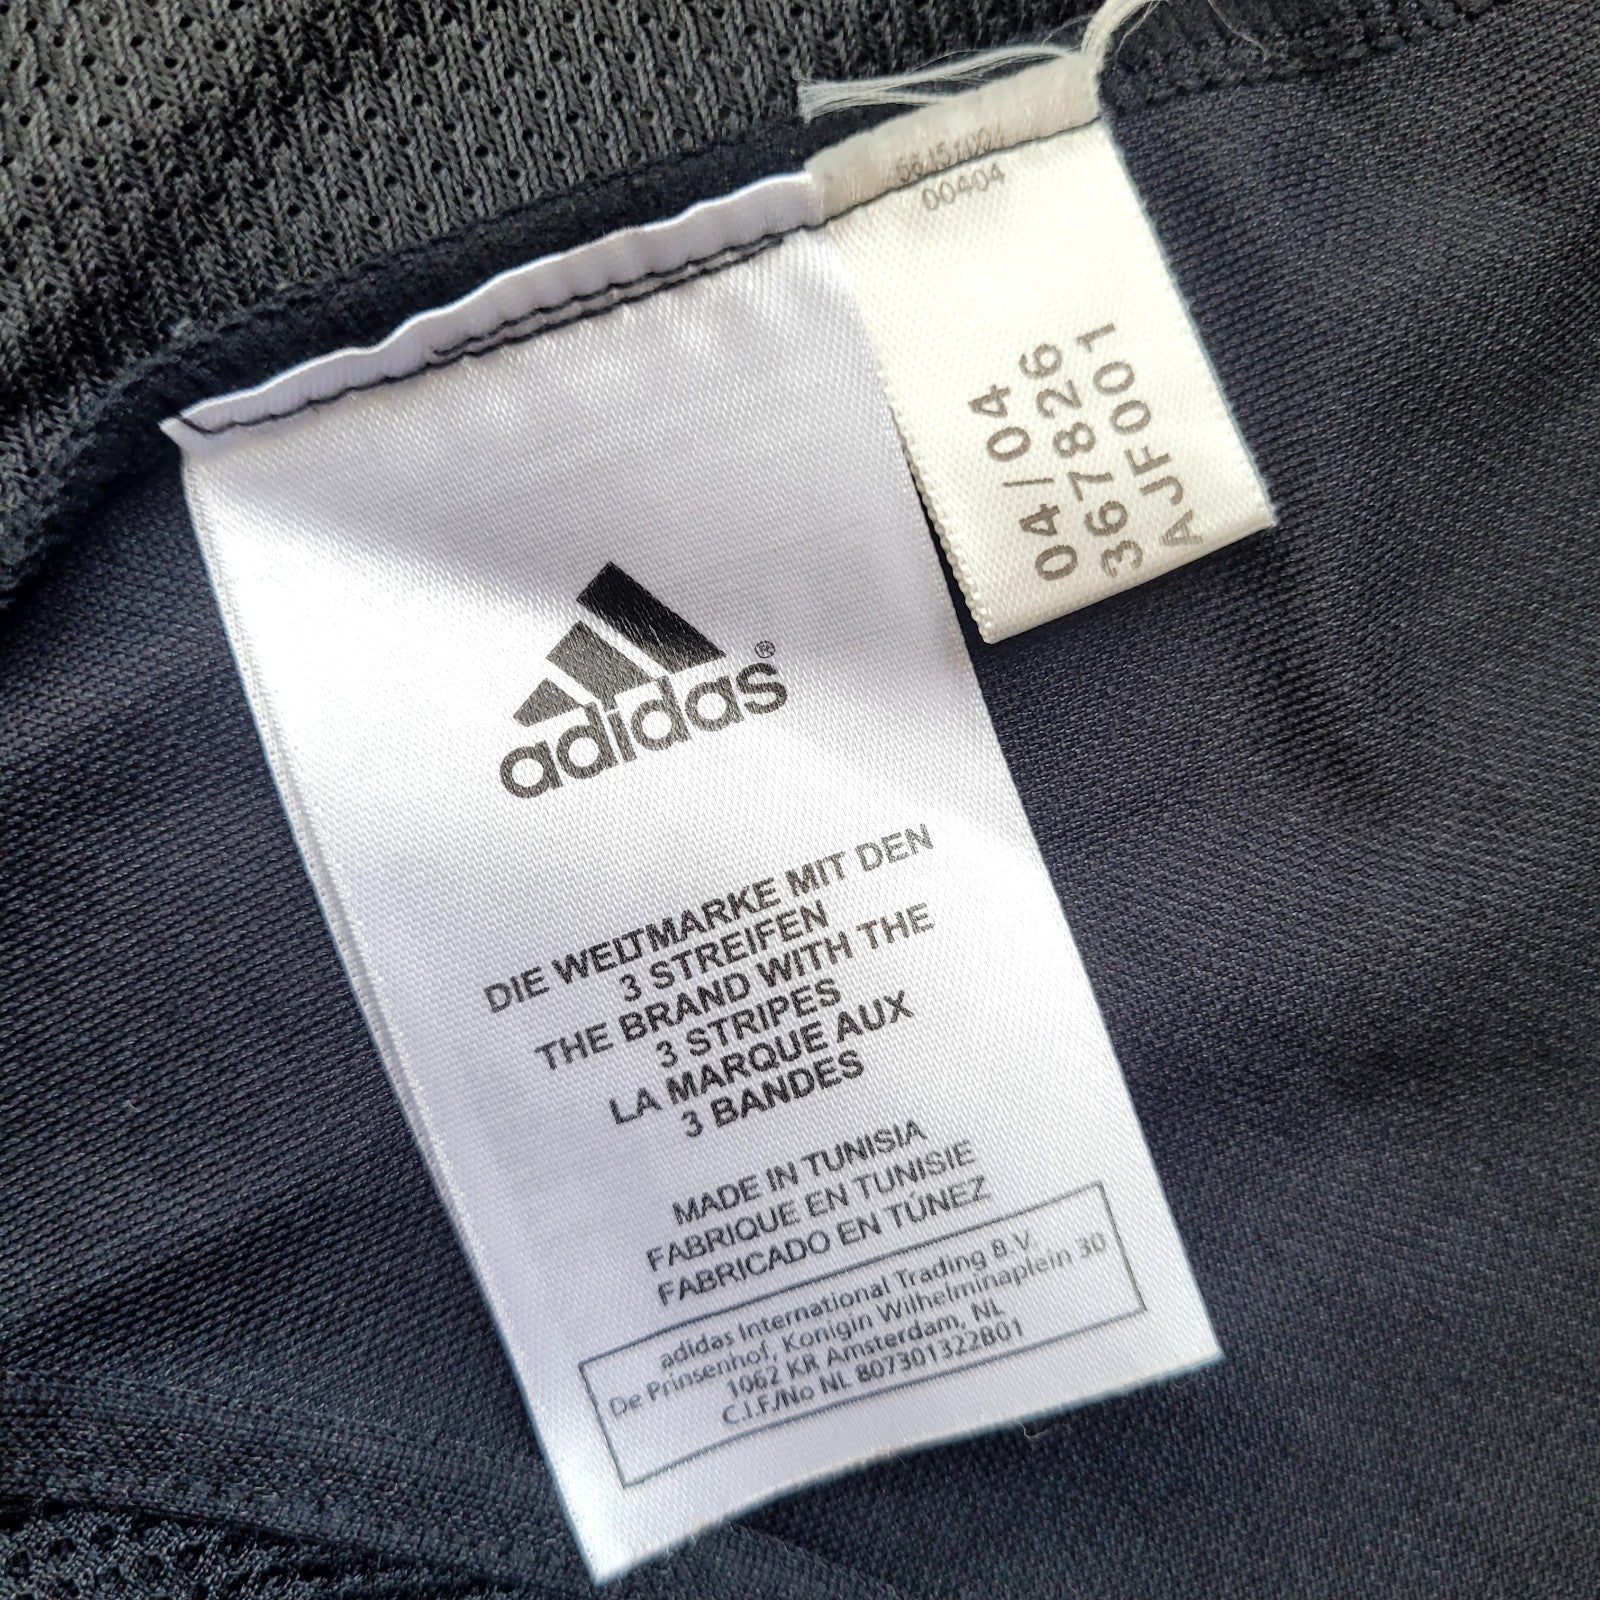 56451004
00404
04/04
367826
AJF001
adidas®
DIE WELTMARKE MIT DEN
3 STREIFEN
THE BRAND WITH THE
3 STRIPES
LA MARQUE AUX
3 BANDES
MADE IN TUNISIA
FABRIQUE EN TUNISIE
FABRICADO EN TÚNEZ
adidas International Trading B.V.
De Prinsenhof, Konigin Wilhelminaplein 30
1062 KR Amsterdam, NL
C.I.F./No NL 807301322B01